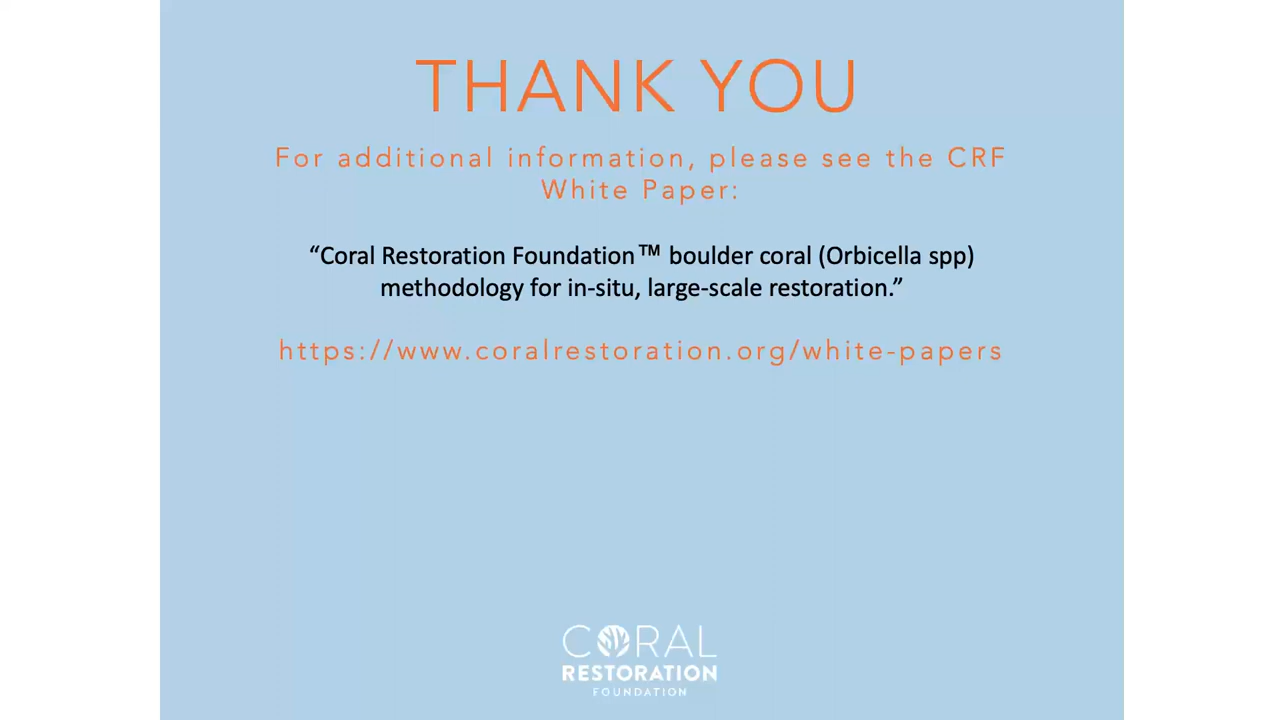 THANK YOU
For additional information, please see the CRF
White Paper:
“Coral Restoration Foundation™ boulder coral (Orbicella spp)
methodology for in-situ, large-scale restoration.”
https://www.coralrestoration.org/white-papers
CORAL
RESTORATION
FOUNDATION